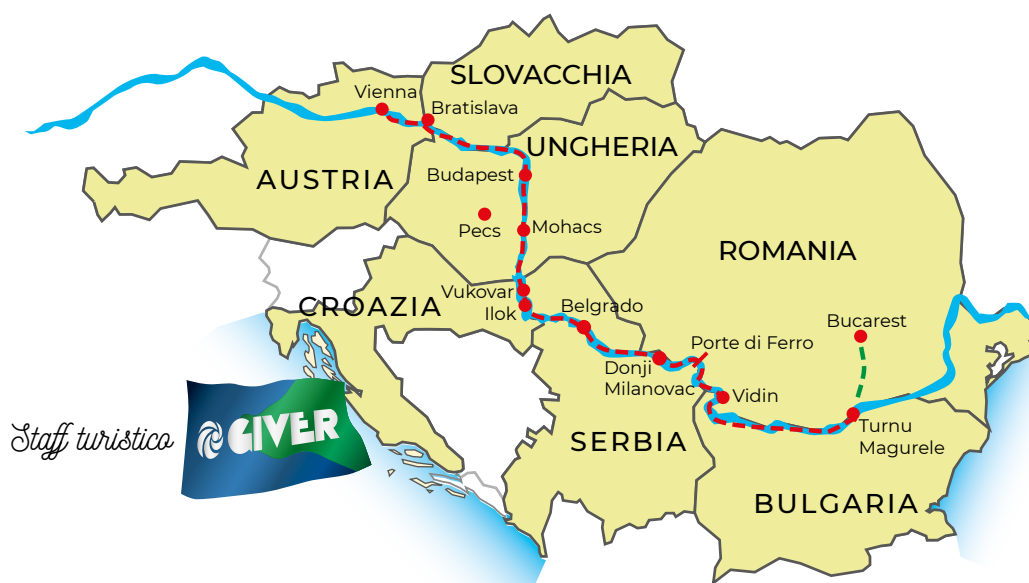 SLOVACCHIA
Vienna
Bratislava
UNGHERIA
AUSTRIA
Budapest
Pecs
Mohacs
ROMANIA
CROAZIA
Vukovar
Ilok
Belgrado
Bucarest
Porte di Ferro
Donji
Milanovac
Vidin
Turnu
Magurele
SERBIA
BULGARIA
Staff turistico
GIVER